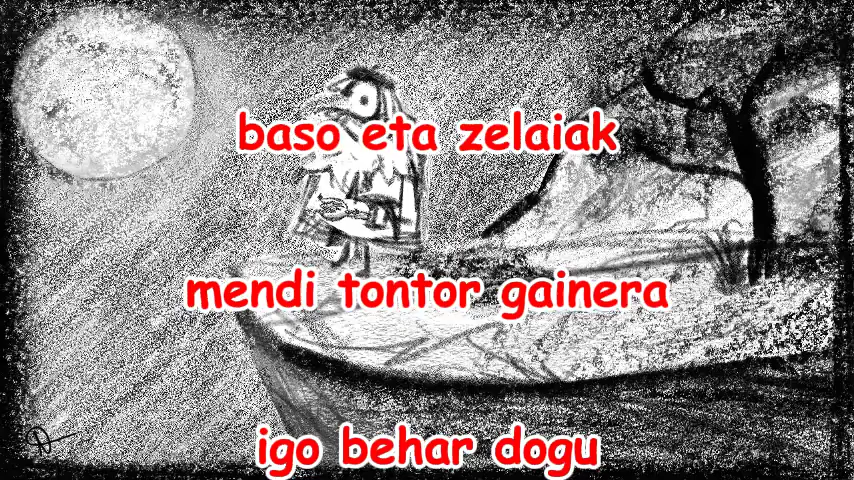 baso eta zelaiak
mendi tontor gainera
igo behar dogu